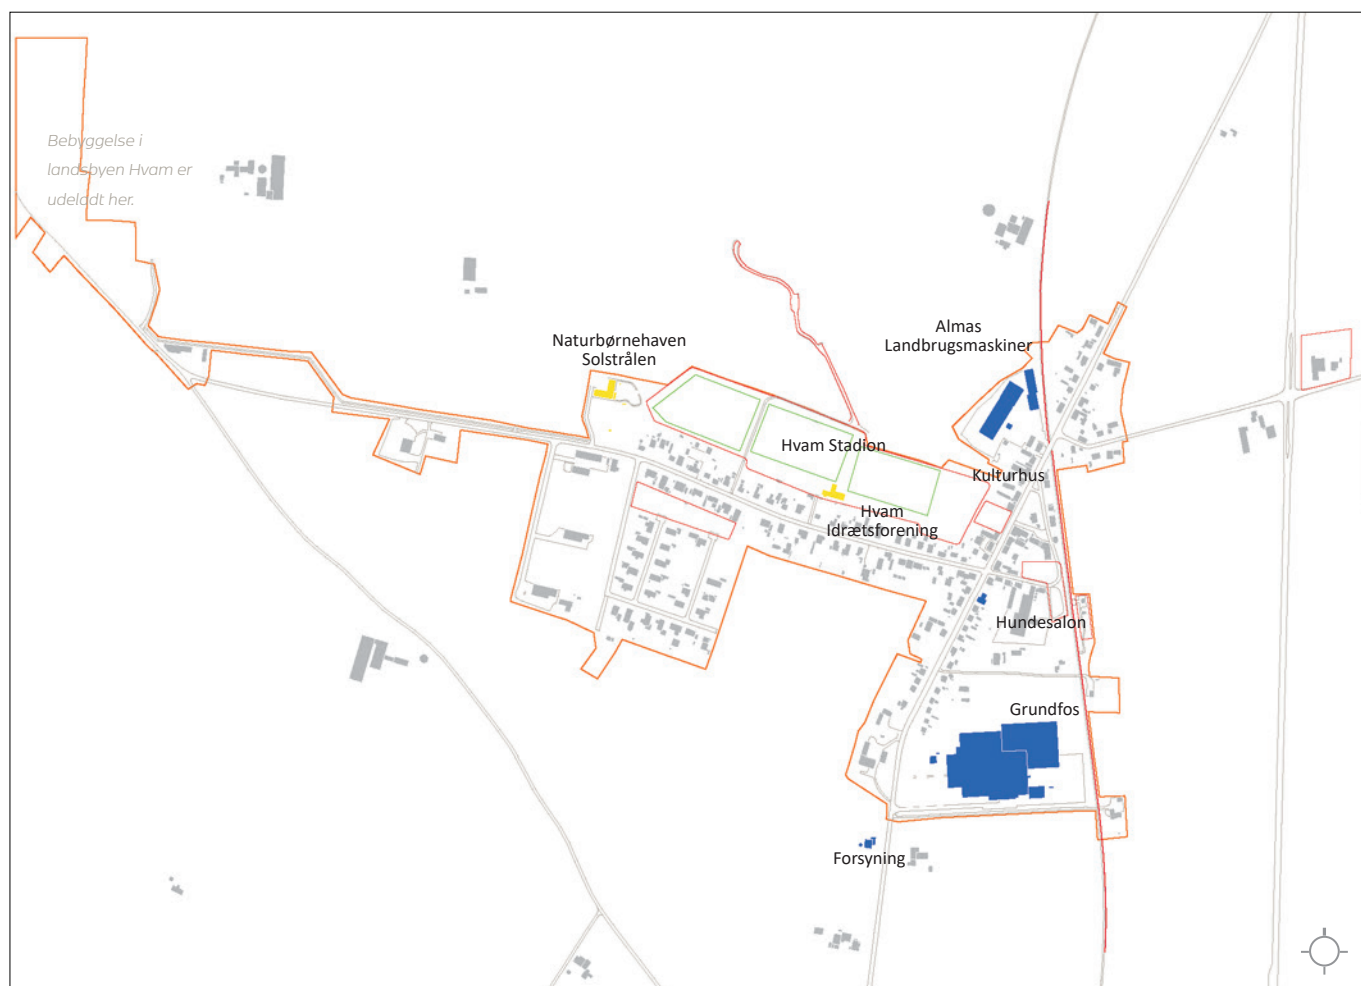 Bebyggelse i
landsbyen Hvam er
udeladt her.
Naturbørnehaven
Solstrålen
Almas
Landbrugsmaskiner
Hvam Stadion
Kulturhus
Hvam
Idrætsforening
Hundesalon
Grundfos
Forsyning